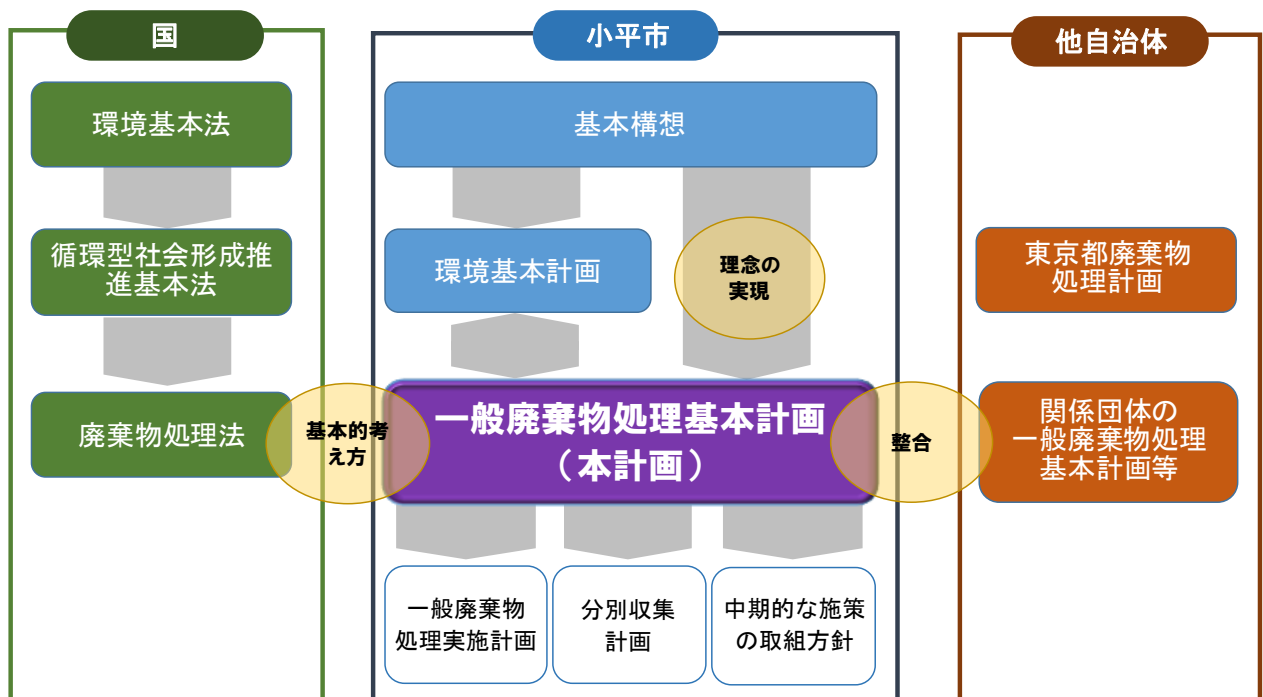 国
環境基本法
循環型社会形成推
進基本法
廃棄物処理法
基本的考
え方
小平市
基本構想
環境基本計画
理念の
実現
一般廃棄物処理基本計画
（本計画）
一般廃棄物
処理実施計画
分別収集
計画
中期的な施策
の取組方針
整合
他自治体
東京都廃棄物
処理計画
関係団体の
一般廃棄物処理
基本計画等